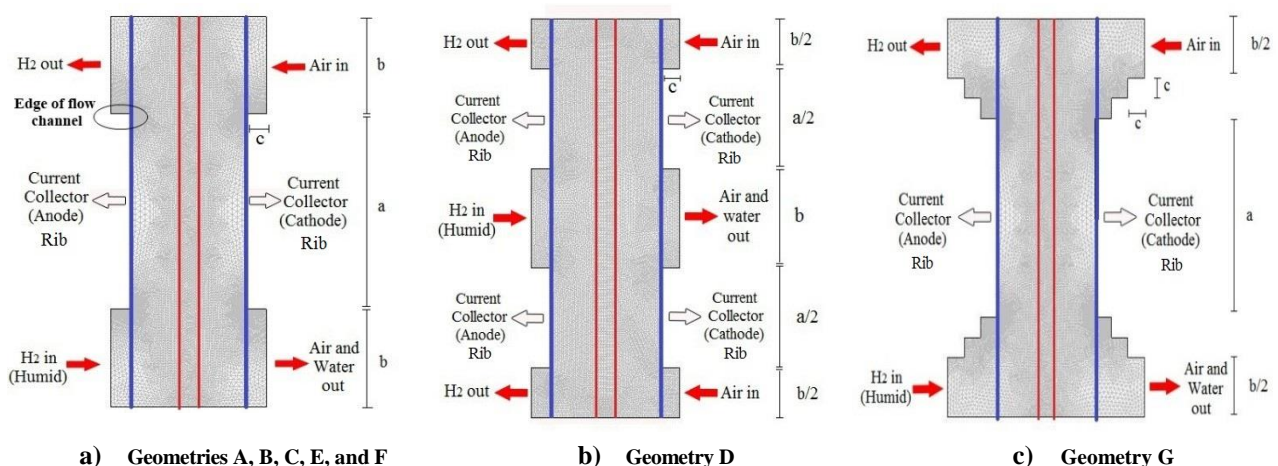 H2 out
Air in
b
Edge of flow
channel
c
Current
Collector
(Anode)
Rib
Current
Collector
(Cathode)
Rib
a
H2 in
(Humid)
Air and
Water
out
b
a) Geometries A, B, C, E, and F
H2 out
Air in
b/2
c
Current
Collector
(Anode)
Rib
Current
Collector
(Cathode)
Rib
a/2
H2 in
(Humid)
Air and
water
out
b
Current
Collector
(Anode)
Rib
Current
Collector
(Cathode)
Rib
a/2
H2 out
Air in
b/2
b) Geometry D
H2 out
Air in
b/2
c
c
Current
Collector
(Anode)
Rib
Current
Collector
(Cathode)
Rib
a
H2 in
(Humid)
Air and
Water
out
b/2
c) Geometry G